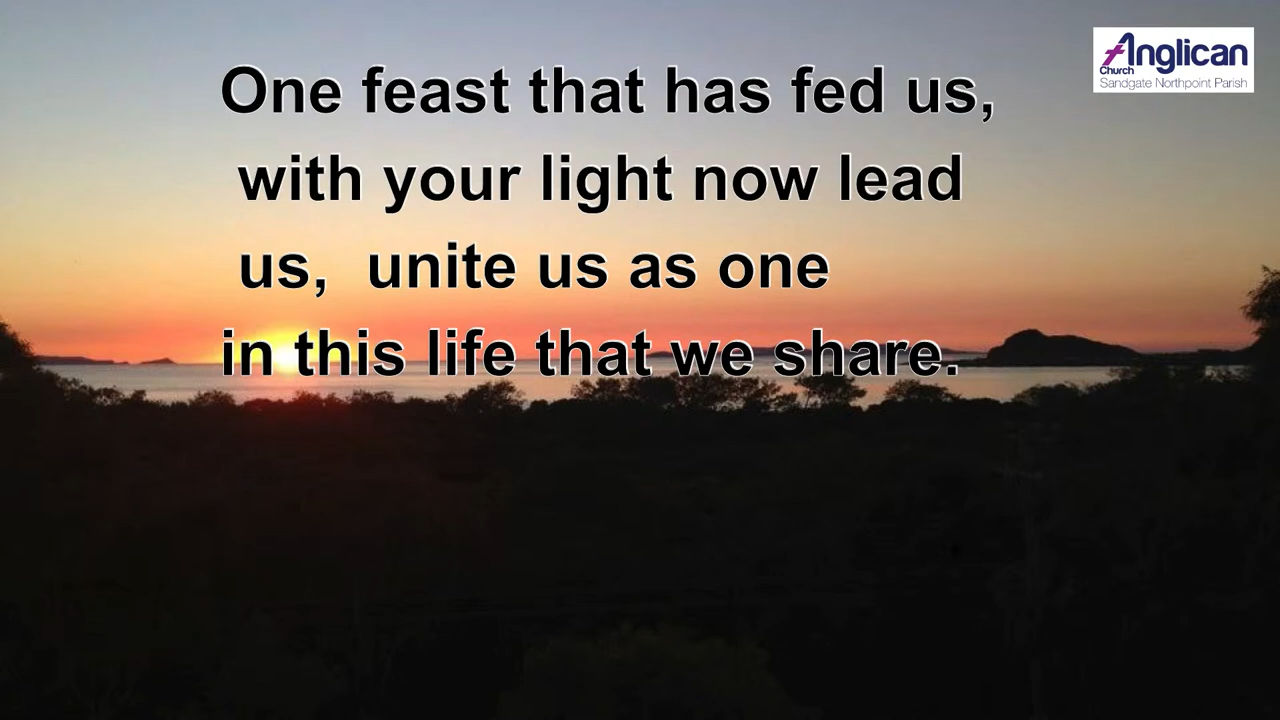 One feast that has fed us,
with your light now lead
us, unite us as one
in this life that we share.
Anglican
Church
Sandgate Northpoint Parish